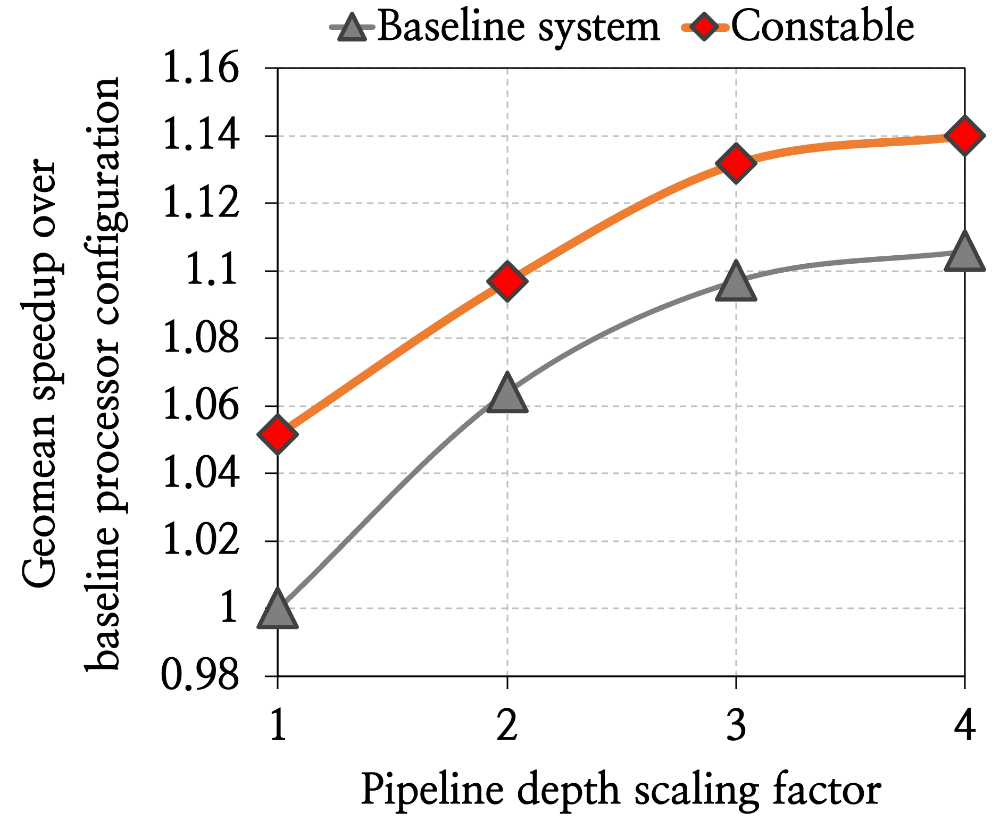 Baseline system Constable
Geomean speedup over
baseline processor configuration
1.16
1.14
1.12
1.1
1.08
1.06
1.04
1.02
1
0.98
1 2 3 4
Pipeline depth scaling factor